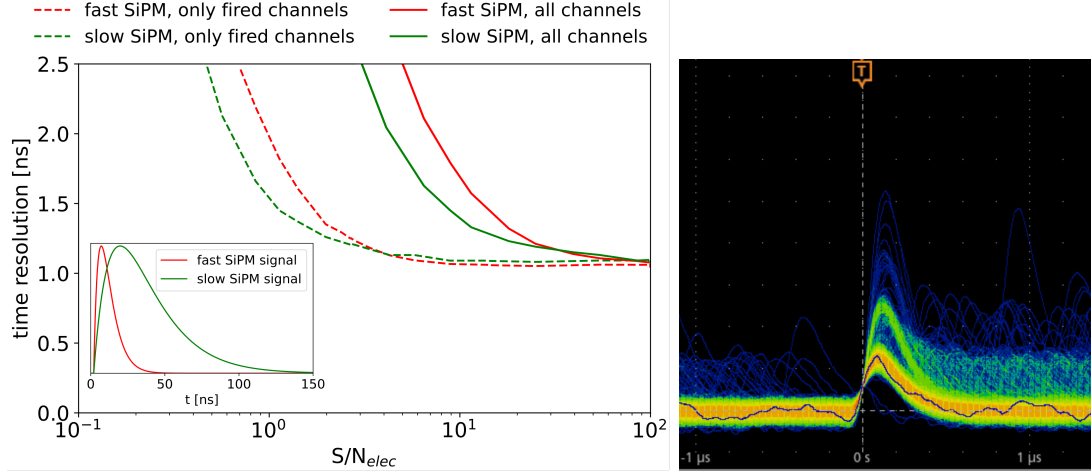 fast SiPM, only fired channels
fast SiPM, all channels
slow SiPM, only fired channels
slow SiPM, all channels
2.5
2.0
1.5
1.0
0.5
0.0
time resolution [ns]
fast SiPM signal
slow SiPM signal
0 50 100 150
t [ns]
10⁻¹ 10⁰ 10¹ 10²
S/Nelec
T
-1 µs 0 s 1 µs